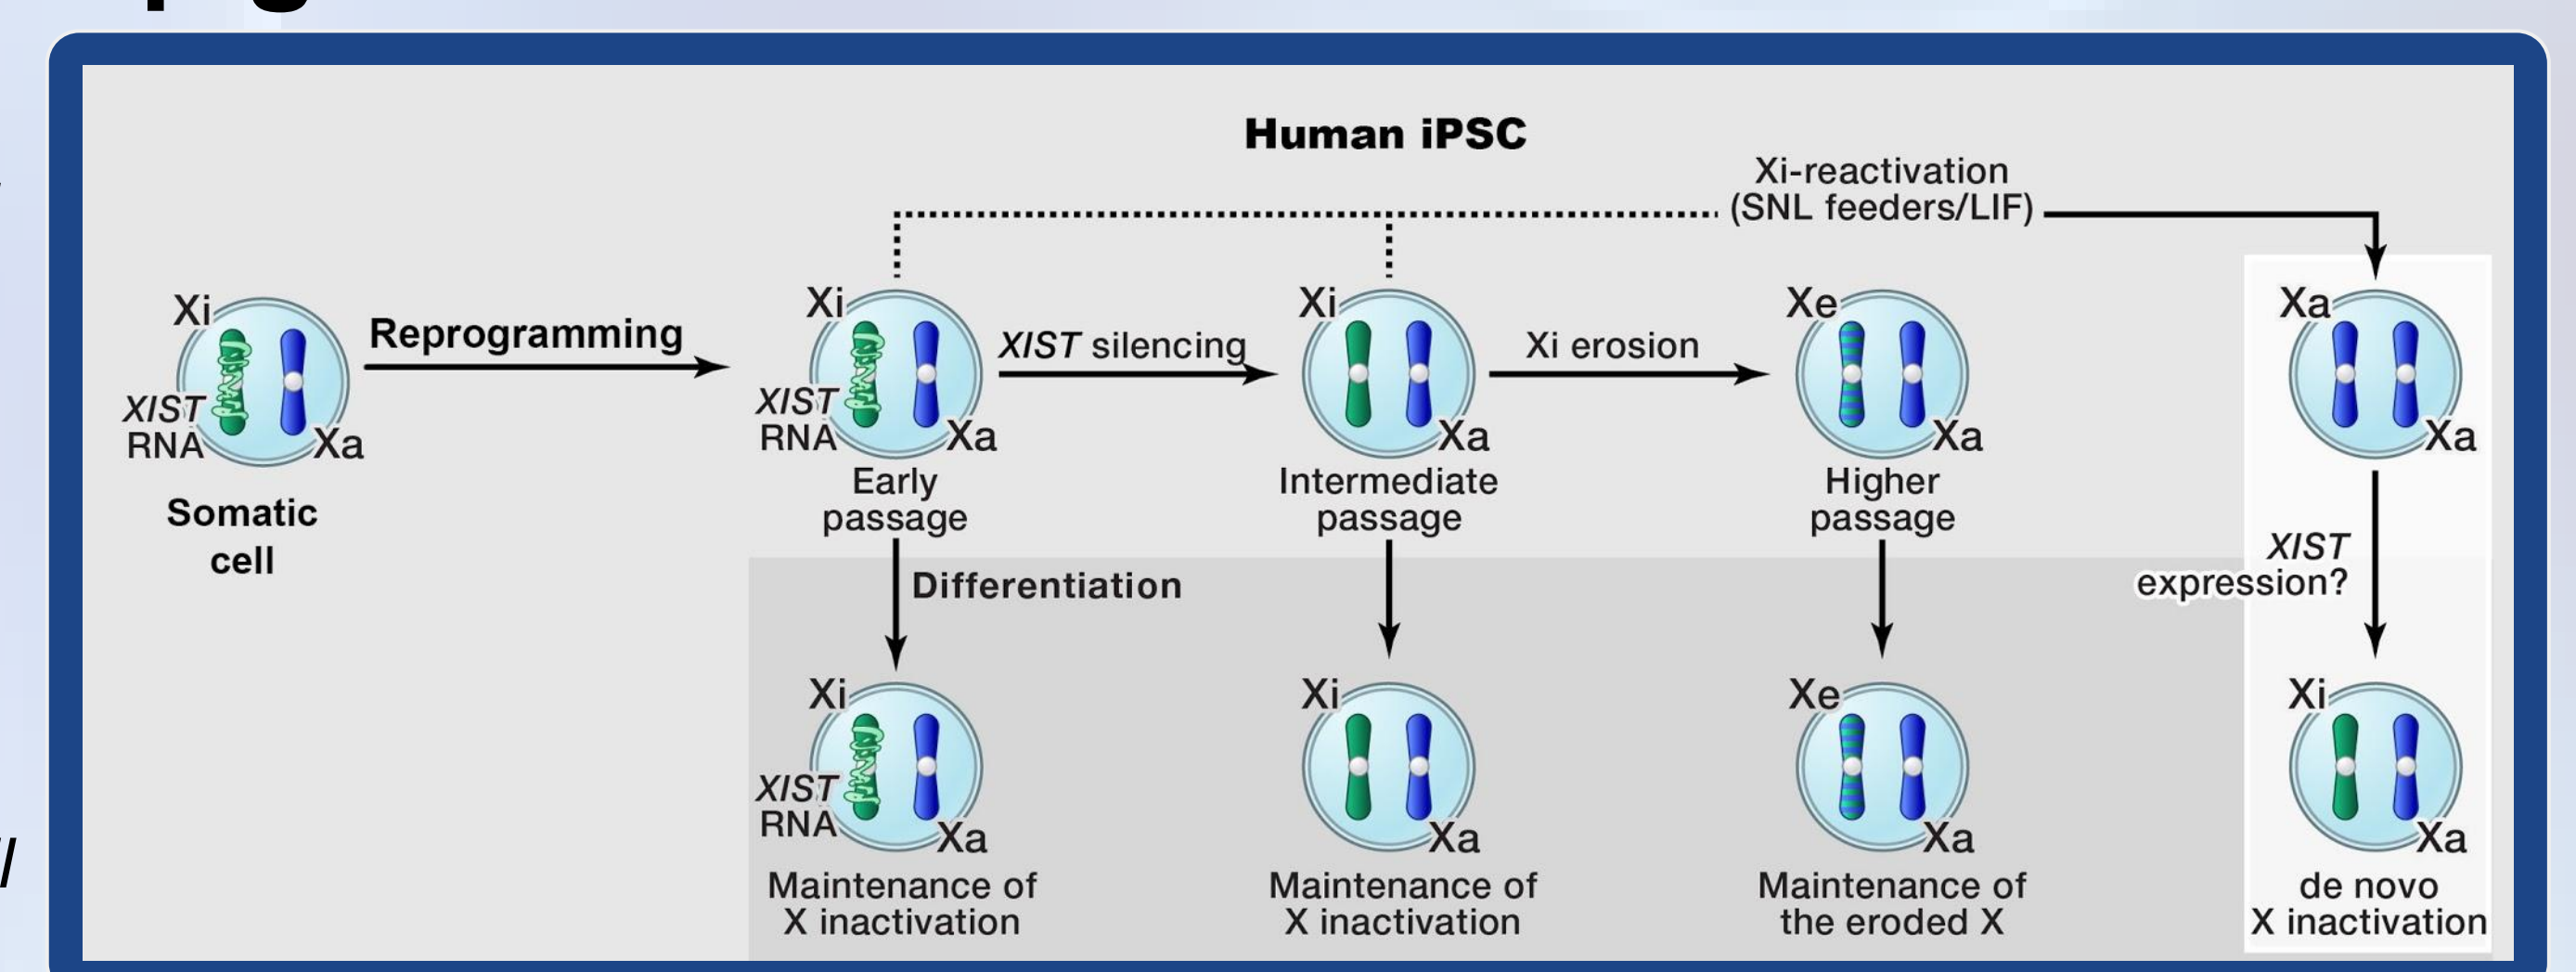 Human iPSC
Xi-reactivation
(SNL feeders/LIF)
Xi
XIST
RNA
Xa
Somatic
cell
Reprogramming
Xi
XIST
RNA
Xa
Early
passage
XIST silencing
Xi
Xa
Intermediate
passage
Xi erosion
Xe
Xa
Higher
passage
Xa
Xa
Differentiation
XIST
expression?
Xi
XIST
RNA
Xa
Maintenance of
X inactivation
Xi
Xa
Maintenance of
X inactivation
Xe
Xa
Maintenance of
the eroded X
Xi
Xa
de novo
X inactivation